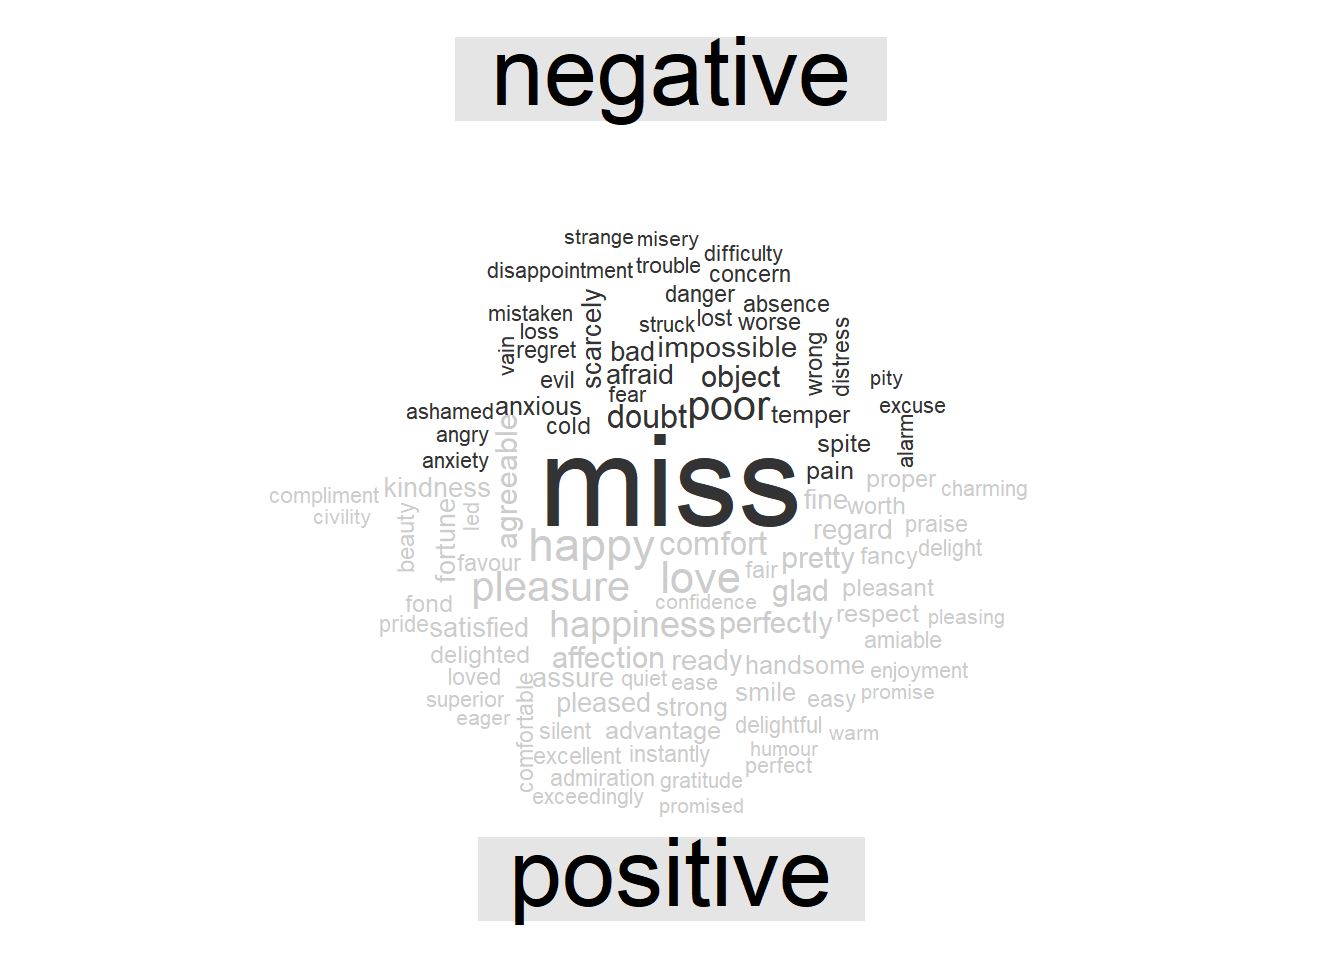 negative
strange
misery
difficulty
disappointment
trouble
concern
danger
absence
mistaken
scarcely
struck
lost
worse
loss
vain
regret
bad
impossible
wrong
distress
evil
afraid
object
pity
fear
ashamed
anxious
doubt
poor
temper
excuse
cold
angry
spite
alarm
anxiety
miss
pain
agreeable
compliment
kindness
fine
proper
charming
civility
beauty
fortune
led
worth
regard
praise
happy
comfort
pretty
fancy
delight
favour
pleasure
love
fair
glad
pleasant
fond
confidence
respect
pleasing
pride
satisfied
happiness
perfectly
amiable
delighted
affection
ready
handsome
enjoyment
loved
assure
quiet
ease
smile
easy
promise
superior
comfortable
pleased
strong
eager
silent
advantage
delightful
warm
excellent
instantly
humour
perfect
admiration
gratitude
exceedingly
promised
positive